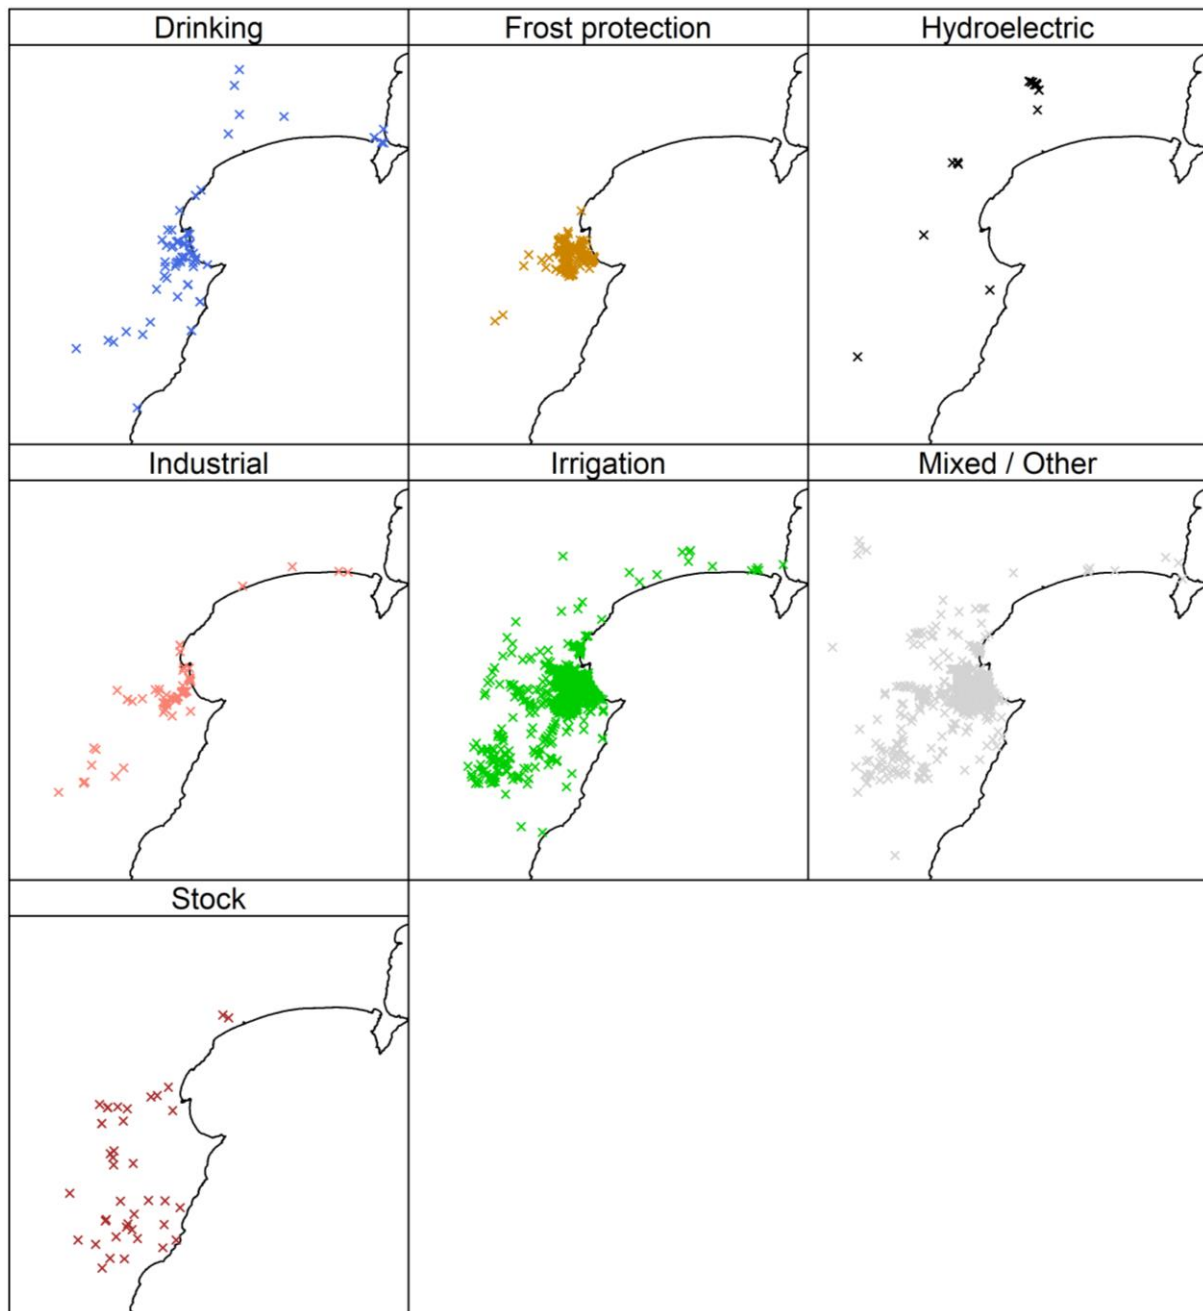 Drinking
Frost protection
Hydroelectric
Industrial
Irrigation
Mixed / Other
Stock